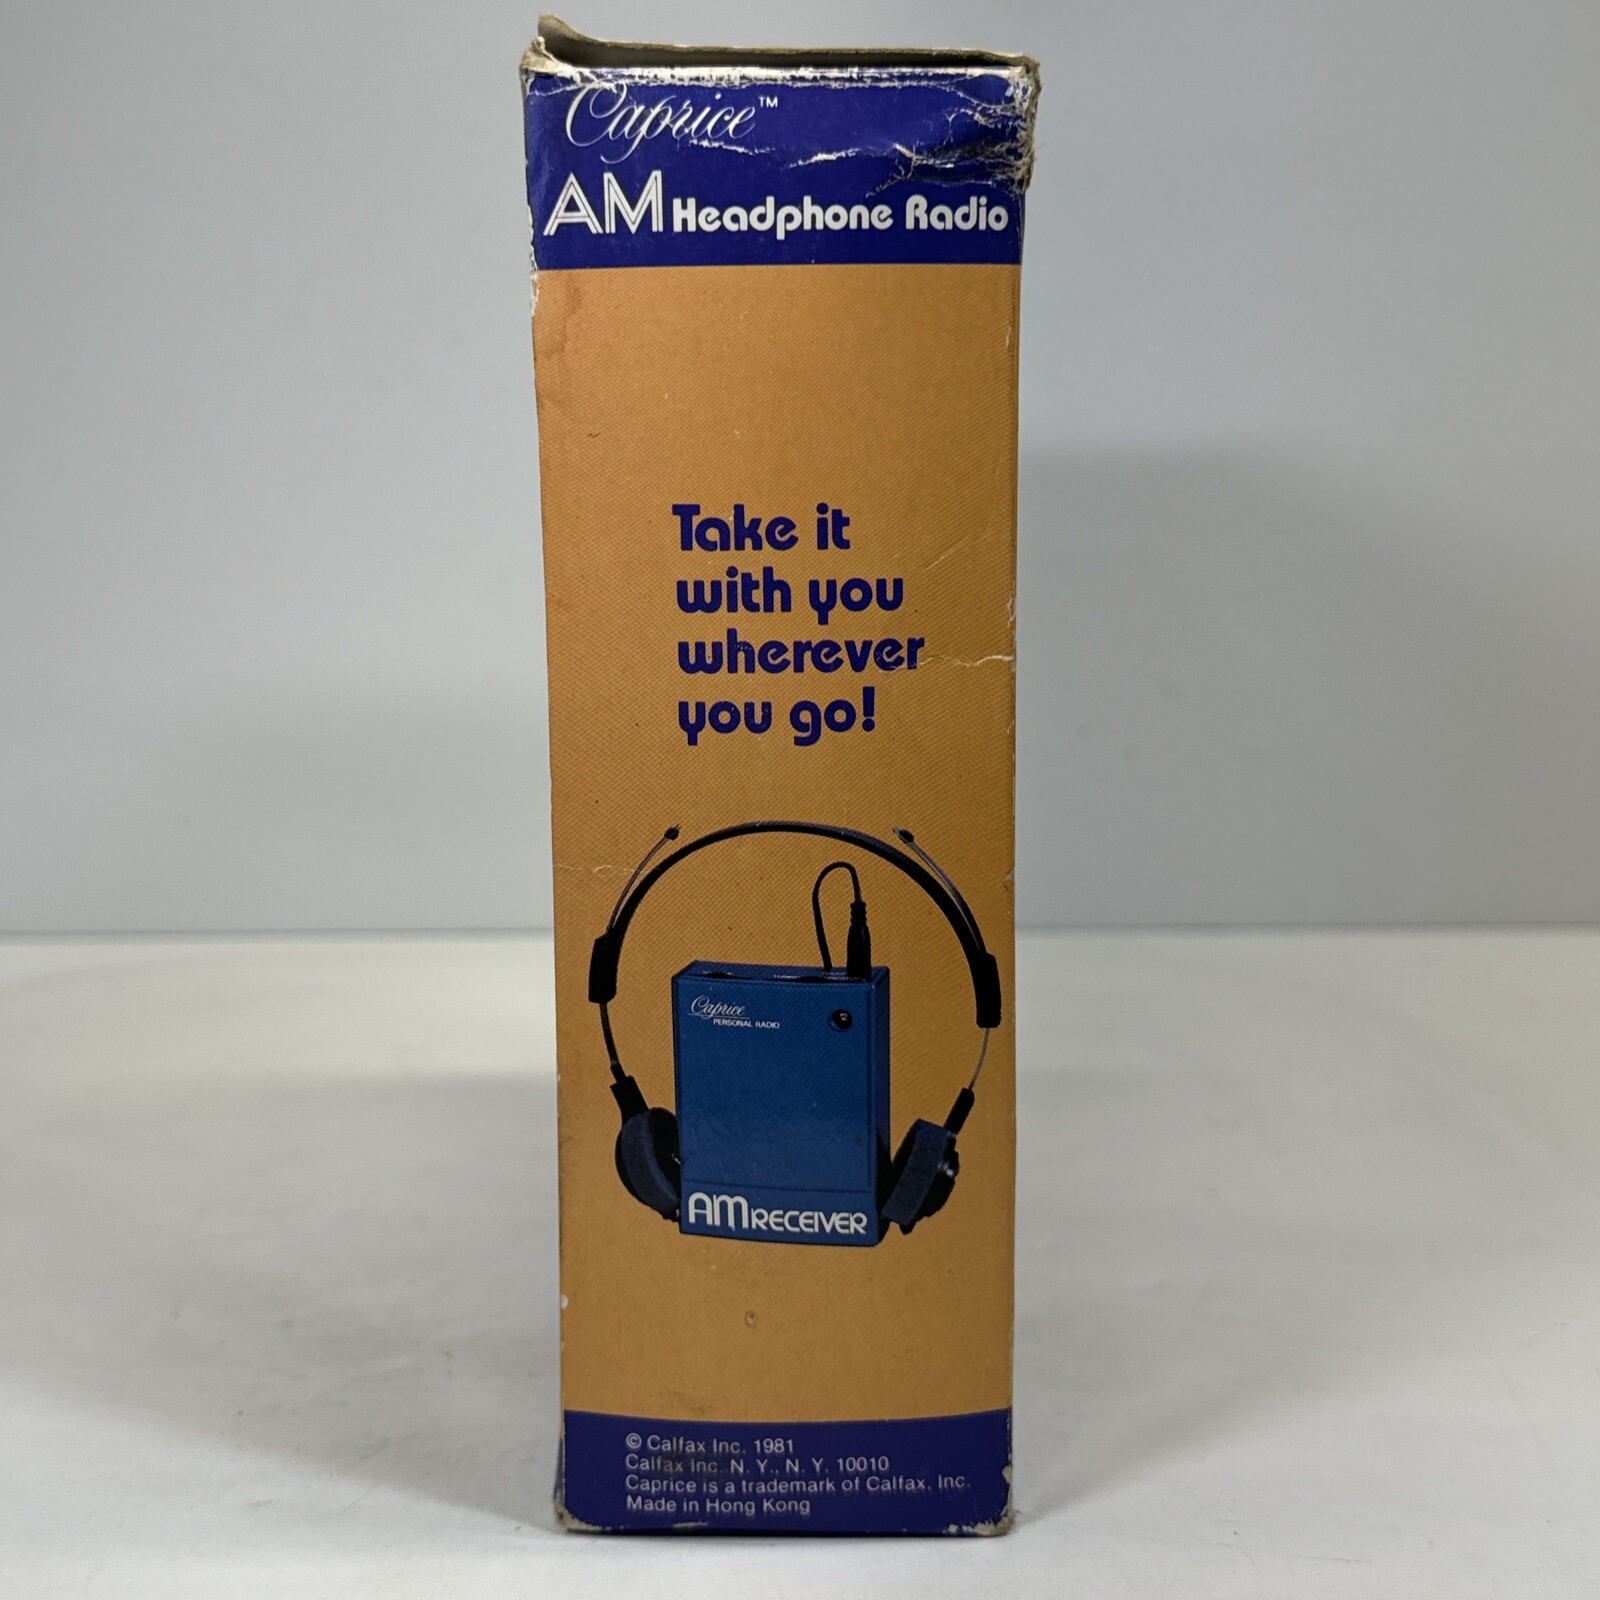 Caprice™
AM Headphone Radio
Take it
with you
wherever
you go!
Caprice
PERSONAL RADIO
AM RECEIVER
© Calfax Inc. 1981
Calfax Inc. N. Y., N. Y. 10010
Caprice is a trademark of Calfax, Inc.
Made in Hong Kong